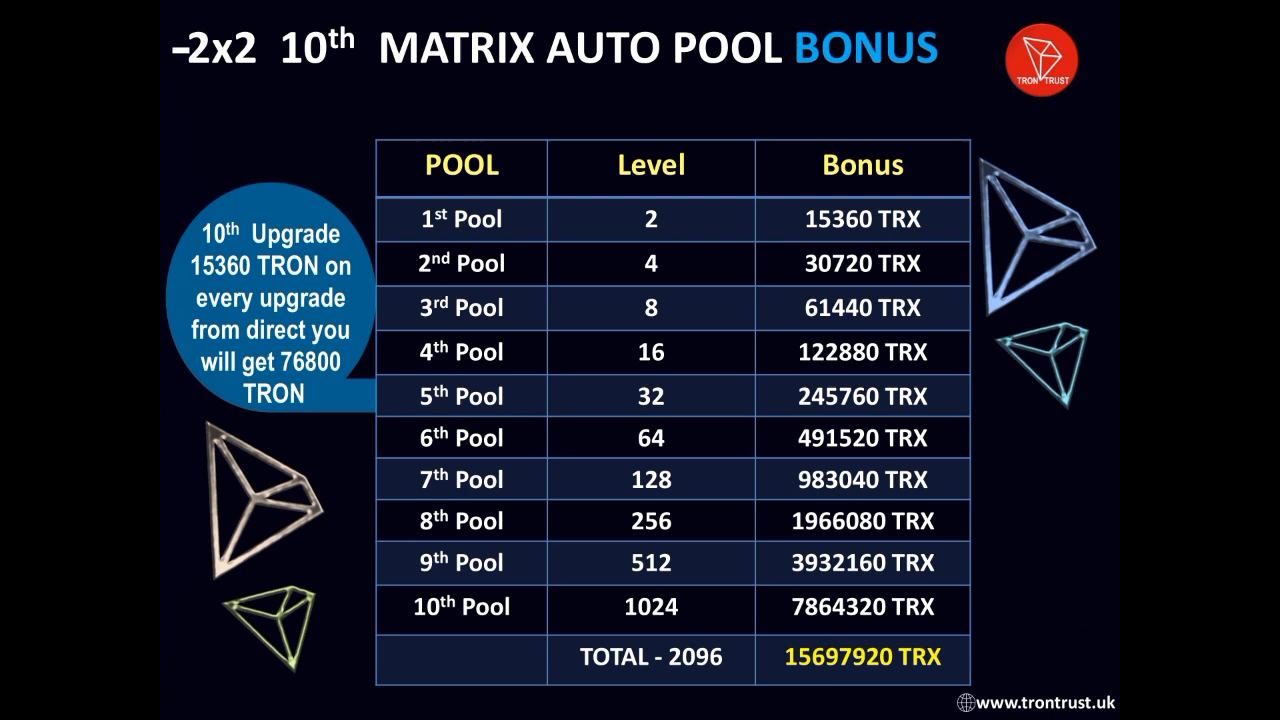 -2x2 10th MATRIX AUTO POOL BONUS
TRON TRUST
POOL Level Bonus
1st Pool 2 15360 TRX
2nd Pool 4 30720 TRX
3rd Pool 8 61440 TRX
4th Pool 16 122880 TRX
5th Pool 32 245760 TRX
6th Pool 64 491520 TRX
7th Pool 128 983040 TRX
8th Pool 256 1966080 TRX
9th Pool 512 3932160 TRX
10th Pool 1024 7864320 TRX
TOTAL - 2096 15697920 TRX
10th Upgrade
15360 TRON on
every upgrade
from direct you
will get 76800
TRON
www.trontrust.uk